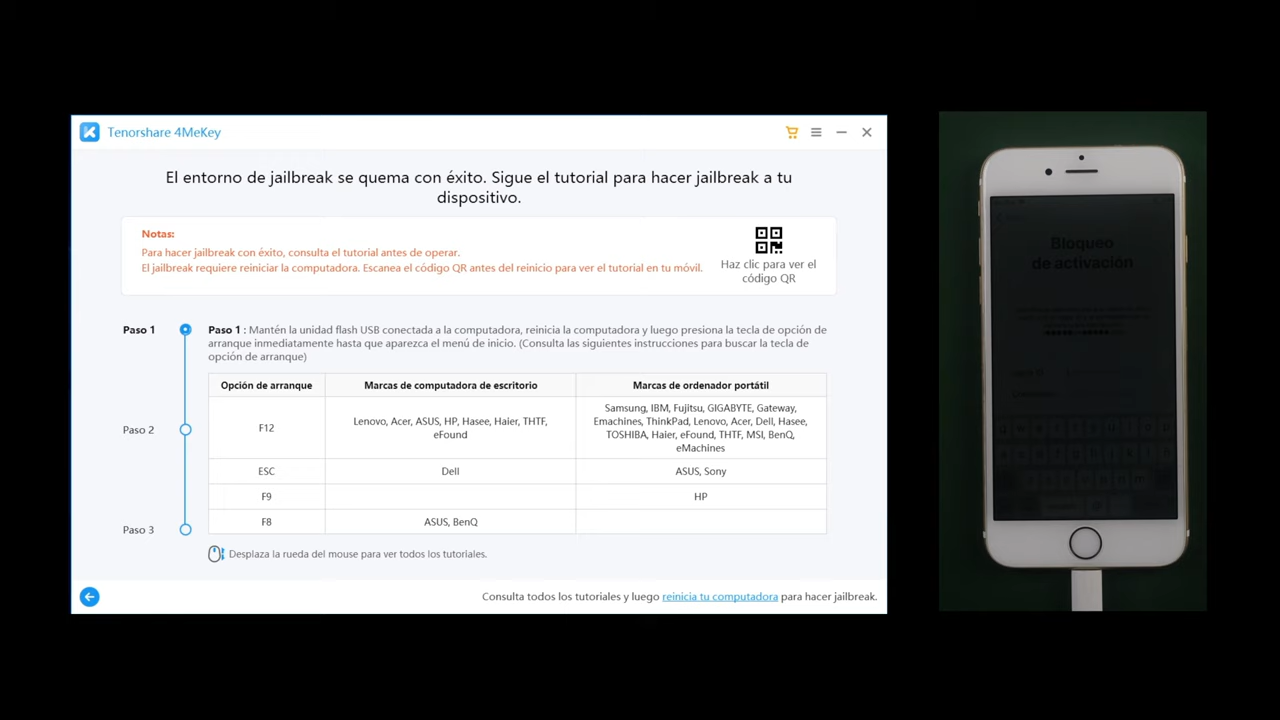 Tenorshare 4MeKey
El entorno de jailbreak se quema con éxito. Sigue el tutorial para hacer jailbreak a tu
dispositivo.
Notas:
Para hacer jailbreak con éxito, consulta el tutorial antes de operar.
El jailbreak requiere reiniciar la computadora. Escanea el código QR antes del reinicio para ver el tutorial en tu móvil.
Haz clic para ver el
código QR
Paso 1
Paso 1 : Mantén la unidad flash USB conectada a la computadora, reinicia la computadora y luego presiona la tecla de opción de
arranque inmediatamente hasta que aparezca el menú de inicio. (Consulta las siguientes instrucciones para buscar la tecla de
opción de arranque)
Opción de arranque
Marcas de computadora de escritorio
Marcas de ordenador portátil
F12
Lenovo, Acer, ASUS, HP, Hasee, Haier, THTF,
eFound
Samsung, IBM, Fujitsu, GIGABYTE, Gateway,
Emachines, ThinkPad, Lenovo, Acer, Dell, Hasee,
TOSHIBA, Haier, eFound, THTF, MSI, BenQ,
eMachines
Paso 2
ESC
Dell
ASUS, Sony
F9
HP
F8
ASUS, BenQ
Paso 3
Desplaza la rueda del mouse para ver todos los tutoriales.
Consulta todos los tutoriales y luego reinicia tu computadora para hacer jailbreak.
Bloqueo
de activación